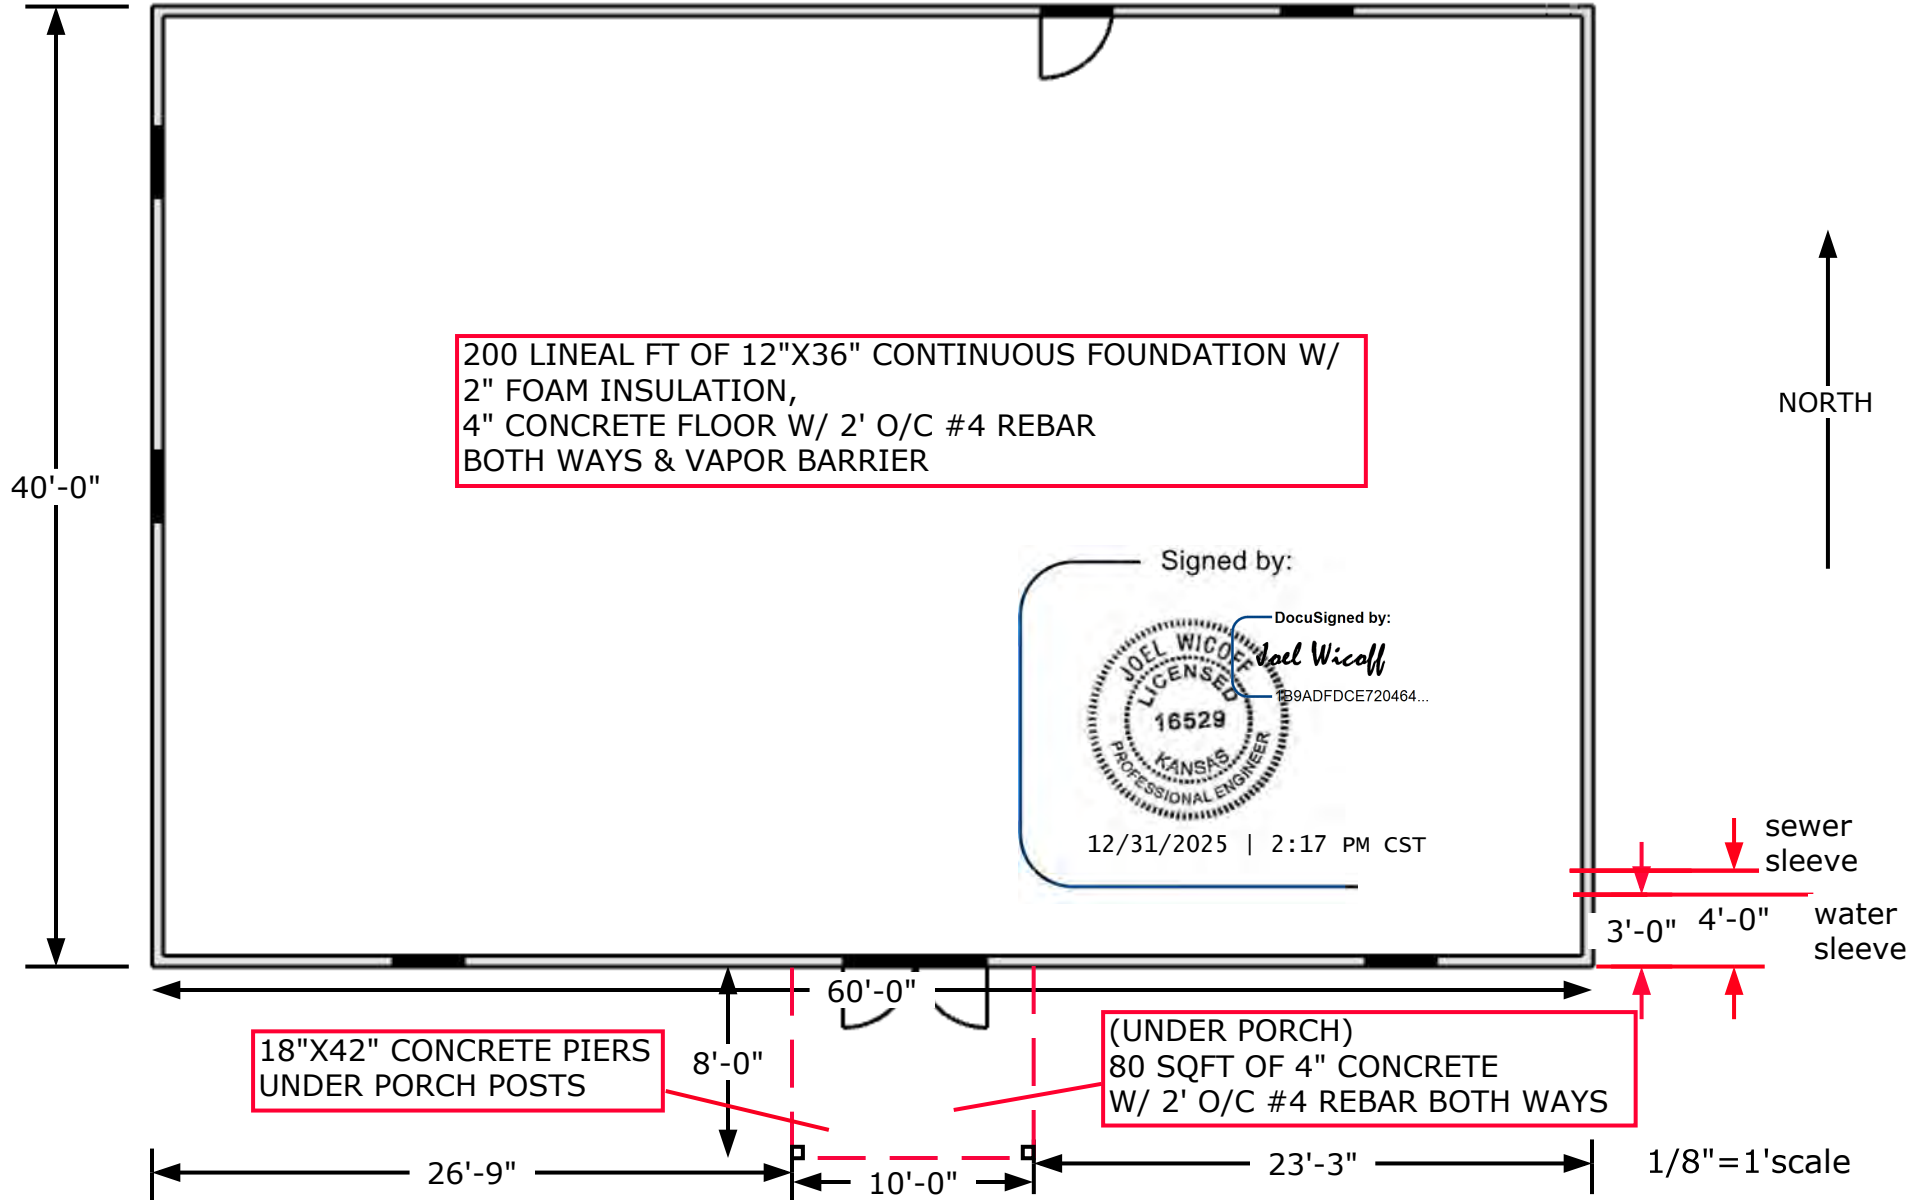 200 LINEAL FT OF 12"X36" CONTINUOUS FOUNDATION W/
2" FOAM INSULATION,
4" CONCRETE FLOOR W/ 2' O/C #4 REBAR
BOTH WAYS & VAPOR BARRIER
NORTH
40'-0"
Signed by:
DocuSigned by:
Joel Wicoff
1B9ADFDCE720464...
JOEL WICOFF
LICENSED
16529
KANSAS
PROFESSIONAL ENGINEER
12/31/2025 | 2:17 PM CST
sewer
sleeve
3'-0"
4'-0"
water
sleeve
60'-0"
18"X42" CONCRETE PIERS
UNDER PORCH POSTS
8'-0"
(UNDER PORCH)
80 SQFT OF 4" CONCRETE
W/ 2' O/C #4 REBAR BOTH WAYS
26'-9"
10'-0"
23'-3"
1/8"=1'scale